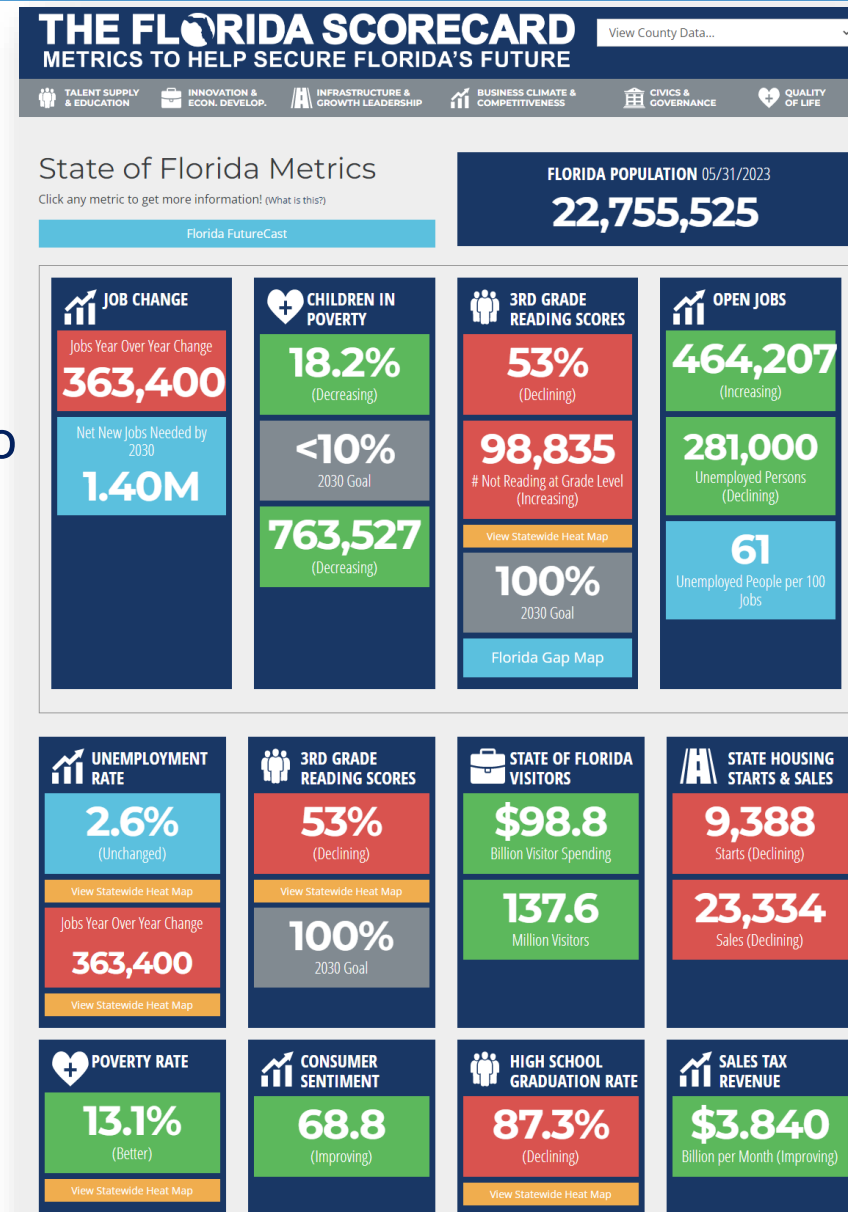 THE FLORIDA SCORECARD
METRICS TO HELP SECURE FLORIDA'S FUTURE
View County Data...
TALENT SUPPLY
& EDUCATION
INNOVATION &
ECON. DEVELOP.
INFRASTRUCTURE &
GROWTH LEADERSHIP
BUSINESS CLIMATE &
COMPETITIVENESS
CIVICS &
GOVERNANCE
QUALITY
OF LIFE
State of Florida Metrics
Click any metric to get more information! (What is this?)
Florida FutureCast
FLORIDA POPULATION 05/31/2023
22,755,525
JOB CHANGE
Jobs Year Over Year Change
363,400
Net New Jobs Needed by
2030
1.40M
CHILDREN IN
POVERTY
18.2%
(Decreasing)
<10%
2030 Goal
763,527
(Decreasing)
3RD GRADE
READING SCORES
53%
(Declining)
98,835
# Not Reading at Grade Level
(Increasing)
View Statewide Heat Map
100%
2030 Goal
Florida Gap Map
OPEN JOBS
464,207
(Increasing)
281,000
Unemployed Persons
(Declining)
61
Unemployed People per 100
Jobs
UNEMPLOYMENT
RATE
2.6%
(Unchanged)
View Statewide Heat Map
Jobs Year Over Year Change
363,400
View Statewide Heat Map
3RD GRADE
READING SCORES
53%
(Declining)
View Statewide Heat Map
100%
2030 Goal
STATE OF FLORIDA
VISITORS
$98.8
Billion Visitor Spending
137.6
Million Visitors
STATE HOUSING
STARTS & SALES
9,388
Starts (Declining)
23,334
Sales (Declining)
POVERTY RATE
13.1%
(Better)
View Statewide Heat Map
CONSUMER
SENTIMENT
68.8
(Improving)
HIGH SCHOOL
GRADUATION RATE
87.3%
(Declining)
View Statewide Heat Map
SALES TAX
REVENUE
$3.840
Billion per Month (Improving)